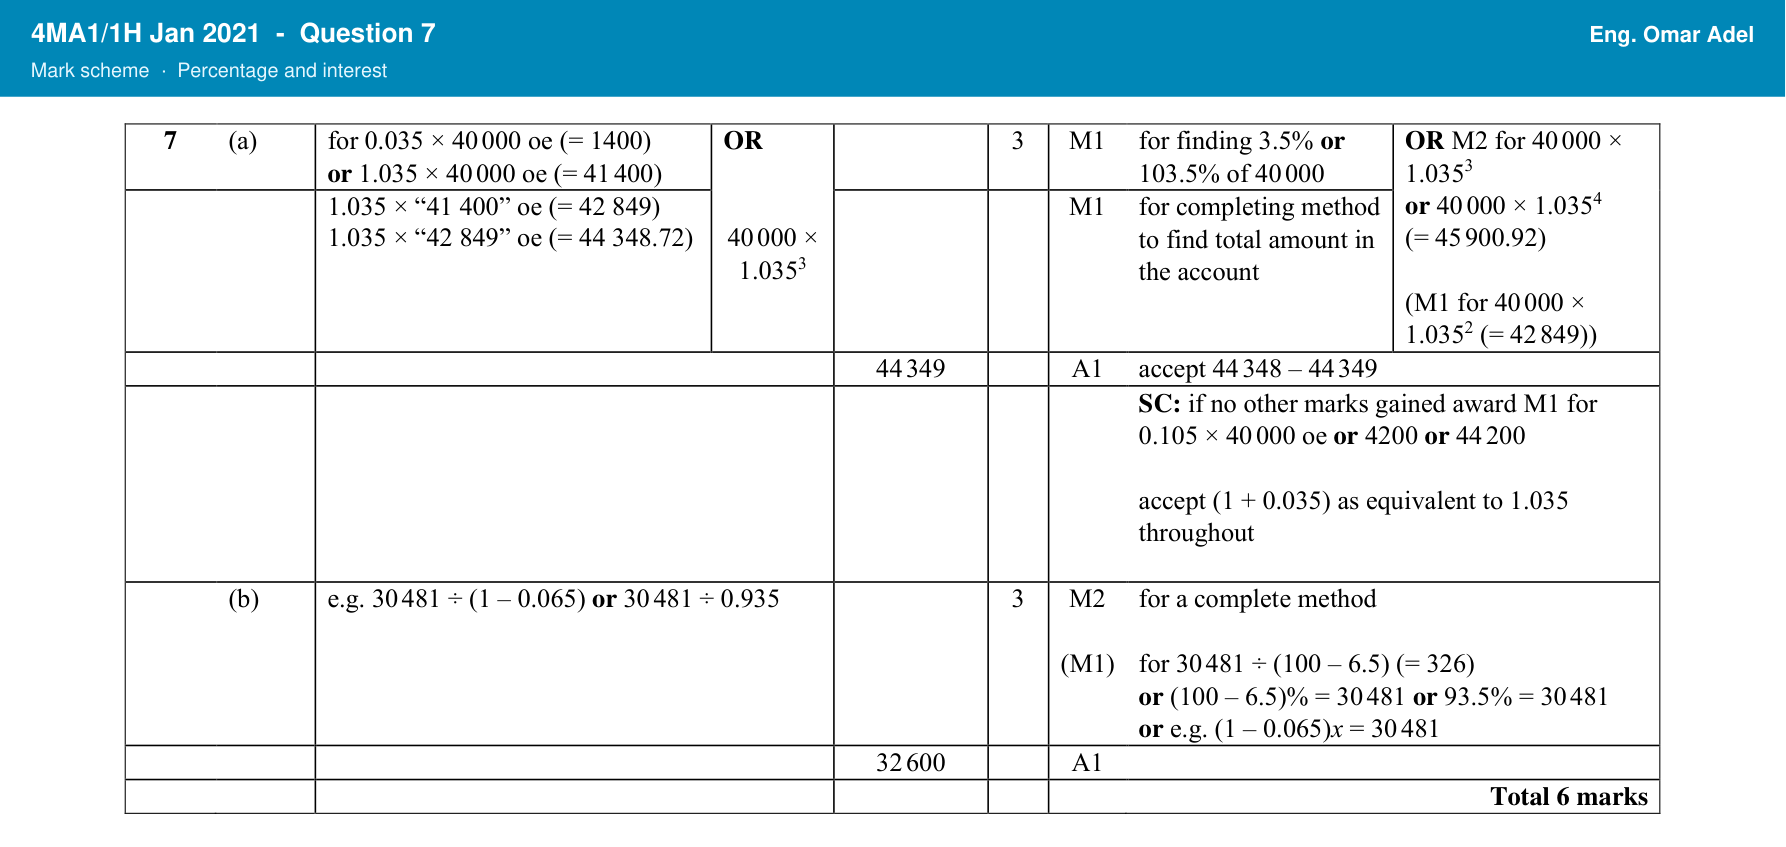 4MA1/1H Jan 2021 - Question 7
Eng. Omar Adel
Mark scheme · Percentage and interest
7 (a) for 0.035 × 40 000 oe (= 1400)
or 1.035 × 40 000 oe (= 41 400)
1.035 × “41 400” oe (= 42 849)
1.035 × “42 849” oe (= 44 348.72)
OR
40 000 ×
1.035³
3 M1 for finding 3.5% or
103.5% of 40 000
M1 for completing method
to find total amount in
the account
OR M2 for 40 000 ×
1.035³
or 40 000 × 1.035⁴
(= 45 900.92)
(M1 for 40 000 ×
1.035² (= 42 849))
44 349 A1 accept 44 348 – 44 349
SC: if no other marks gained award M1 for
0.105 × 40 000 oe or 4200 or 44 200
accept (1 + 0.035) as equivalent to 1.035
throughout
(b) e.g. 30 481 ÷ (1 – 0.065) or 30 481 ÷ 0.935 3 M2 for a complete method
(M1) for 30 481 ÷ (100 – 6.5) (= 326)
or (100 – 6.5)% = 30 481 or 93.5% = 30 481
or e.g. (1 – 0.065)x = 30 481
32 600 A1
Total 6 marks